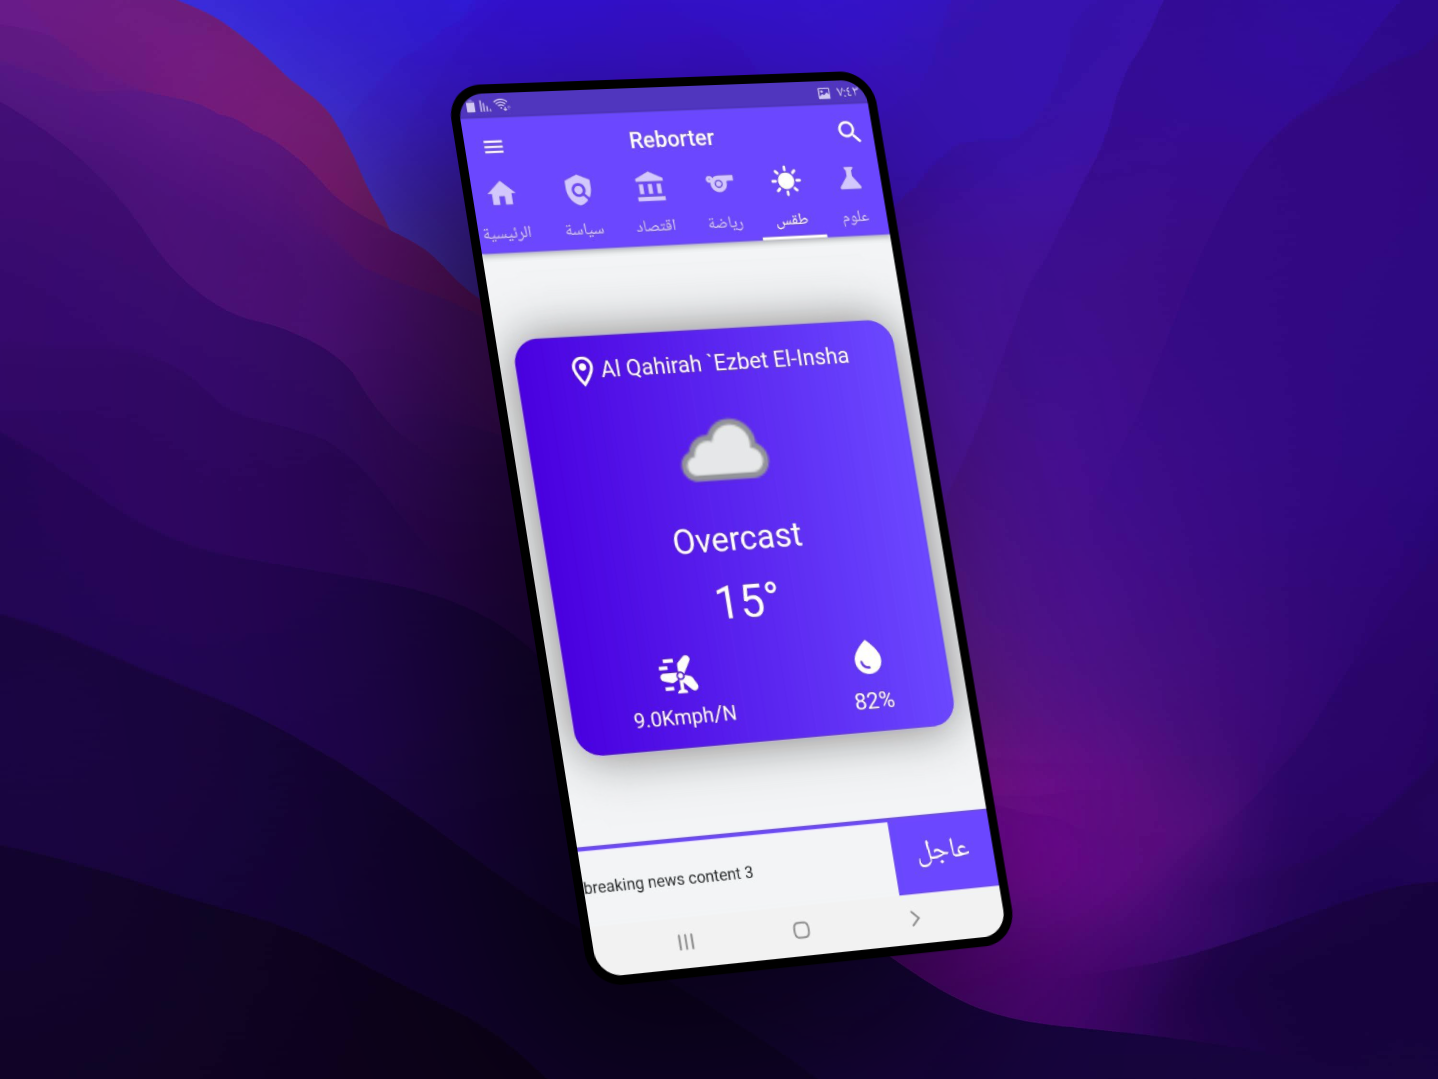 ٧:٤٣
Reborter
الرئيسية سياسة اقتصاد رياضة طقس علوم
Al Qahirah `Ezbet El-Insha
Overcast
15°
9.0Kmph/N 82%
عاجل
breaking news content 3